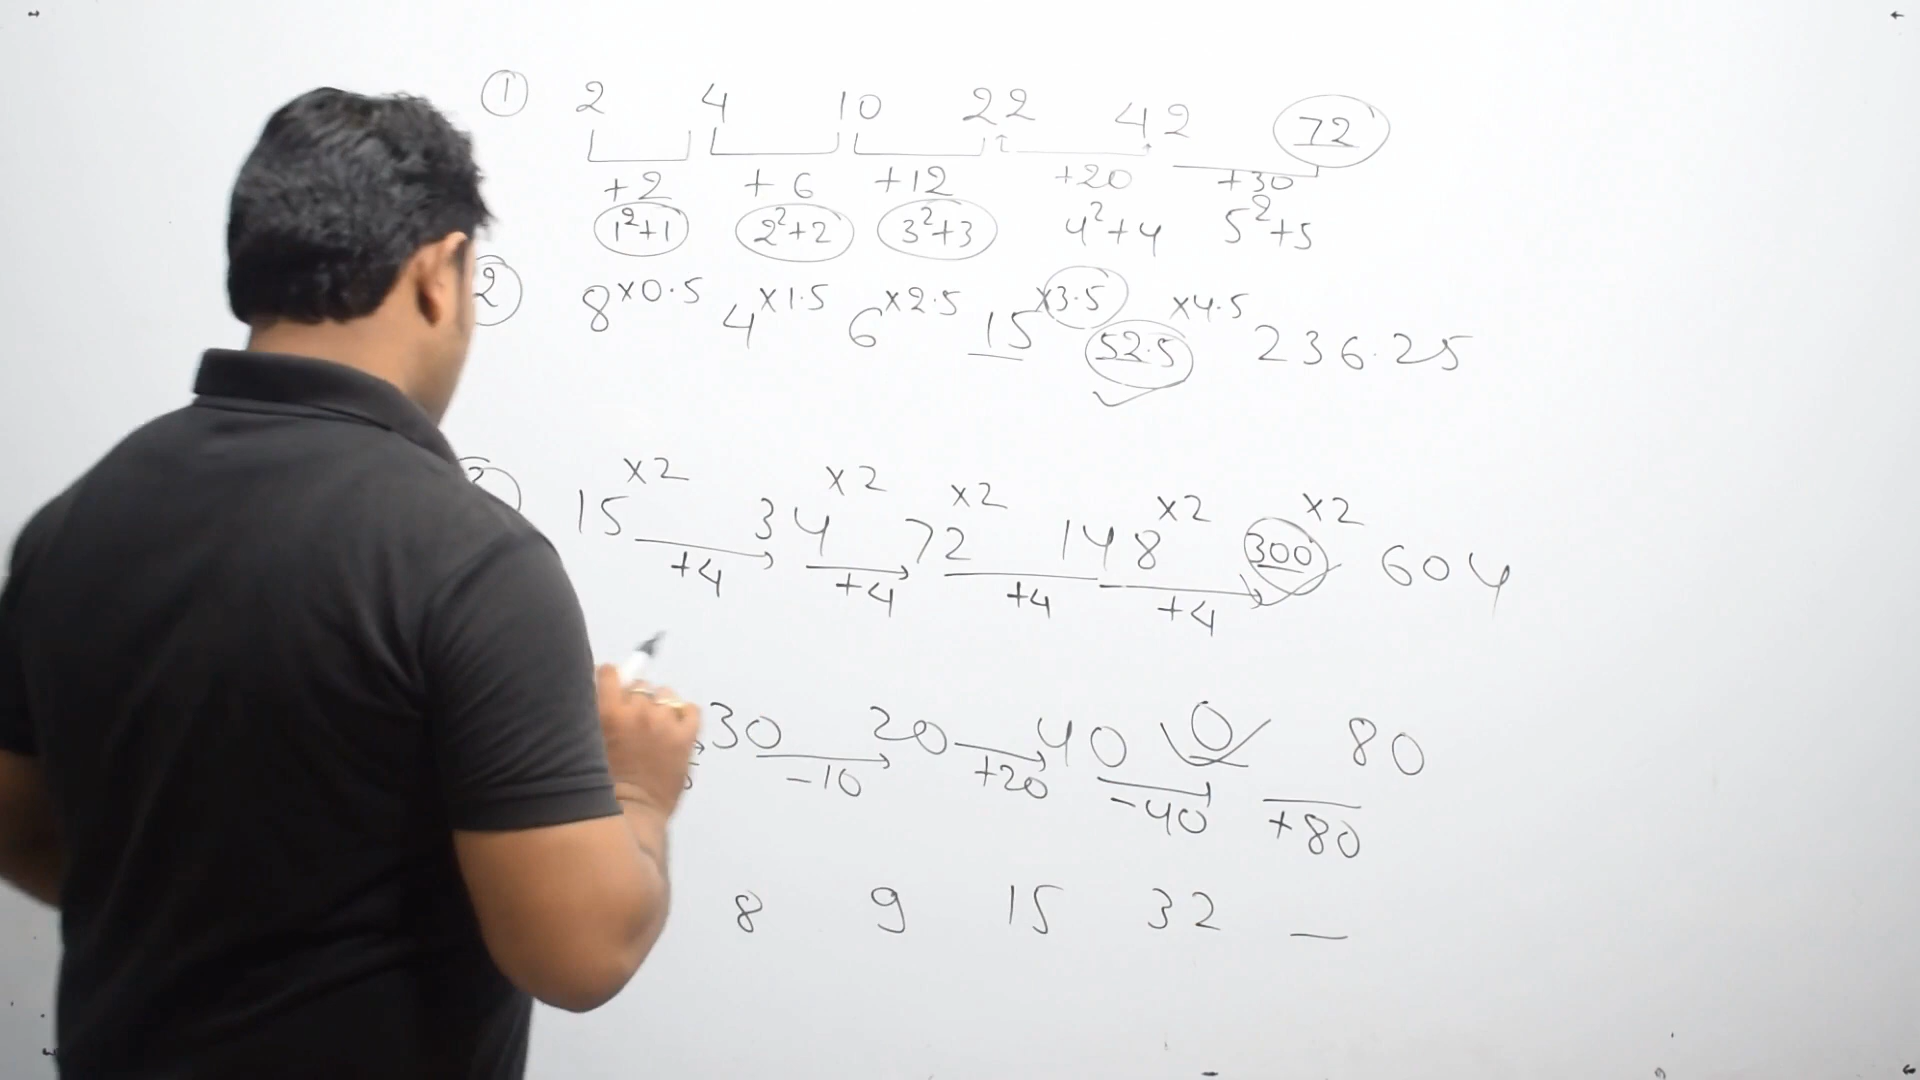 ① 2 4 10 22 42 72
+2 +6 +12 +20 +30
1²+1 2²+2 3²+3 4²+4 5²+5
② 8 ×0.5 4 ×1.5 6 ×2.5 15 ×3.5 52.5 ×4.5 236.25
×2 ×2 ×2 ×2 ×2
15 34 72 148 300 604
+4 +4 +4 +4
30 20 40 0 80
-10 +20 -40 +80
8 9 15 32 _